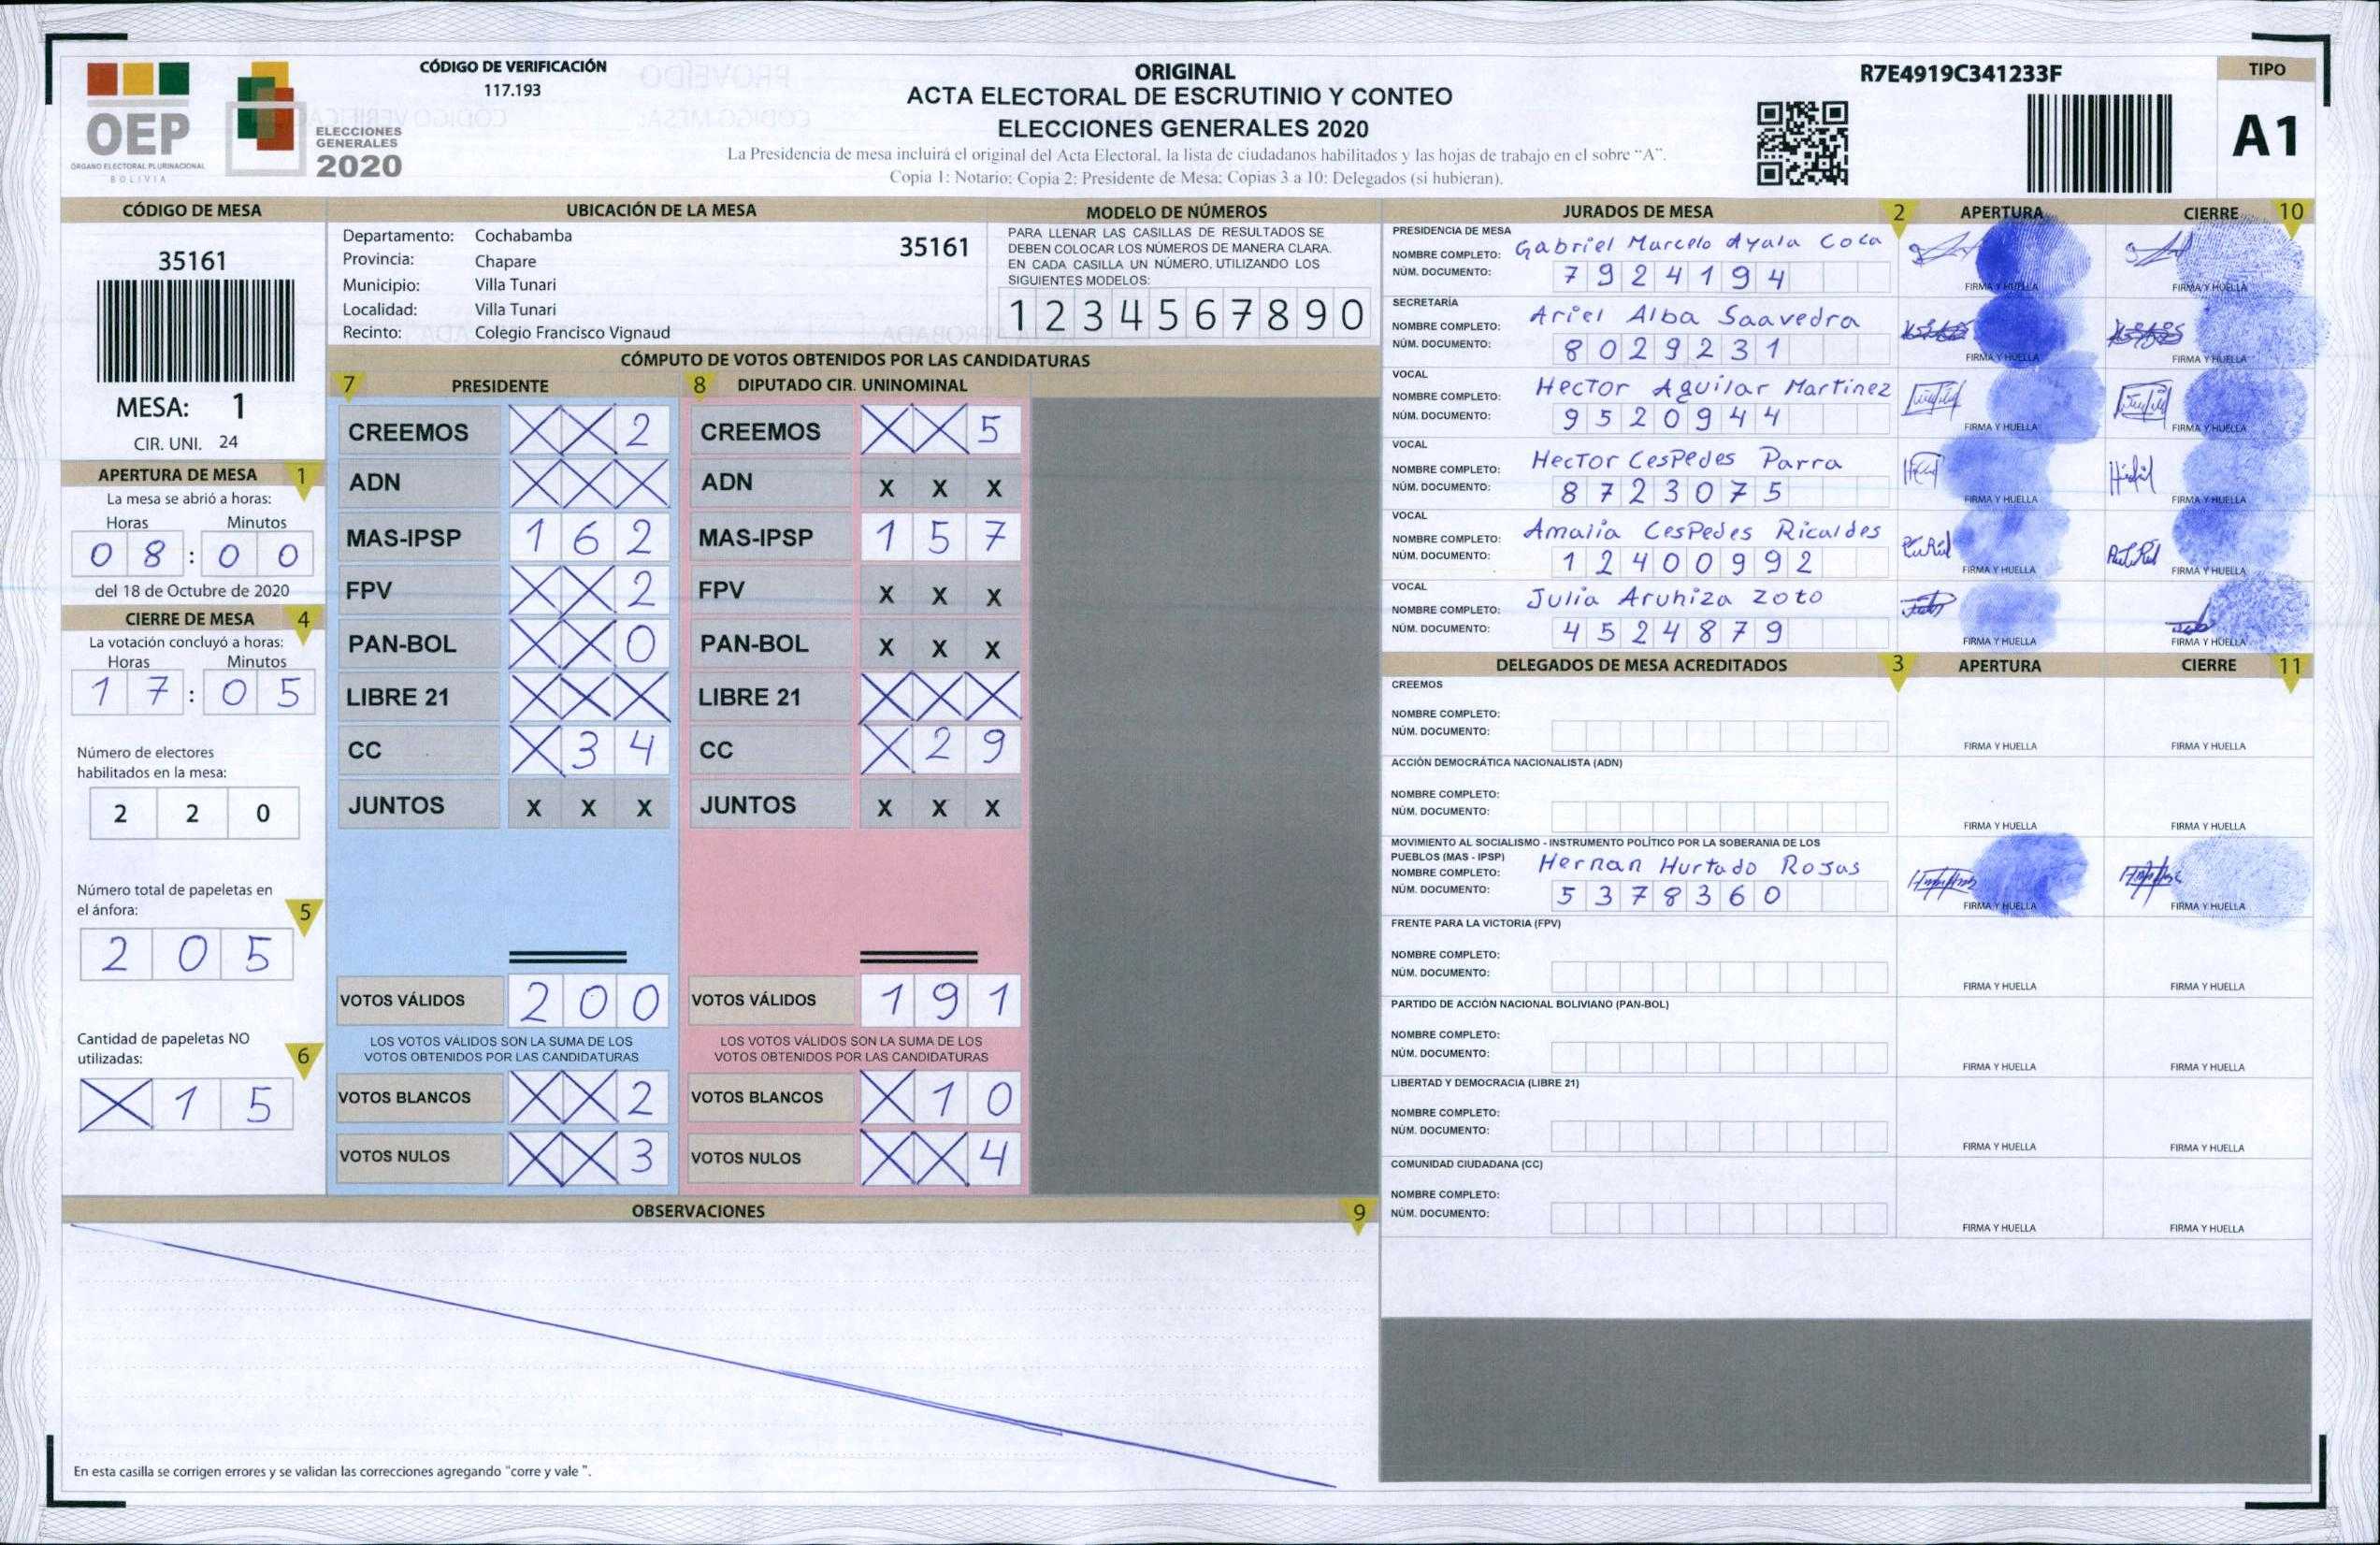 OEP
ÓRGANO ELECTORAL PLURINACIONAL
BOLIVIA
ELECCIONES
GENERALES
2020
CÓDIGO DE VERIFICACIÓN
117.193
ORIGINAL
ACTA ELECTORAL DE ESCRUTINIO Y CONTEO
ELECCIONES GENERALES 2020
La Presidencia de mesa incluirá el original del Acta Electoral, la lista de ciudadanos habilitados y las hojas de trabajo en el sobre "A".
Copia 1: Notario; Copia 2: Presidente de Mesa; Copias 3 a 10: Delegados (si hubieran).
R7E4919C341233F
TIPO
A1
CÓDIGO DE MESA
35161
MESA: 1
CIR. UNI. 24
APERTURA DE MESA 1
La mesa se abrió a horas:
Horas Minutos
0 8 : 0 0
del 18 de Octubre de 2020
CIERRE DE MESA 4
La votación concluyó a horas:
Horas Minutos
1 7 : 0 5
Número de electores
habilitados en la mesa:
2 2 0
Número total de papeletas en
el ánfora: 5
2 0 5
Cantidad de papeletas NO
utilizadas: 6
X 1 5
UBICACIÓN DE LA MESA
Departamento: Cochabamba 35161
Provincia: Chapare
Municipio: Villa Tunari
Localidad: Villa Tunari
Recinto: Colegio Francisco Vignaud
MODELO DE NÚMEROS
PARA LLENAR LAS CASILLAS DE RESULTADOS SE
DEBEN COLOCAR LOS NÚMEROS DE MANERA CLARA.
EN CADA CASILLA UN NÚMERO, UTILIZANDO LOS
SIGUIENTES MODELOS:
1 2 3 4 5 6 7 8 9 0
CÓMPUTO DE VOTOS OBTENIDOS POR LAS CANDIDATURAS
7 PRESIDENTE 8 DIPUTADO CIR. UNINOMINAL
CREEMOS X X 2 CREEMOS X X 5
ADN X X X ADN X X X
MAS-IPSP 1 6 2 MAS-IPSP 1 5 7
FPV X X 2 FPV X X X
PAN-BOL X X 0 PAN-BOL X X X
LIBRE 21 X X X LIBRE 21 X X X
CC X 3 4 CC X 2 9
JUNTOS X X X JUNTOS X X X
VOTOS VÁLIDOS 2 0 0 VOTOS VÁLIDOS 1 9 1
LOS VOTOS VÁLIDOS SON LA SUMA DE LOS LOS VOTOS VÁLIDOS SON LA SUMA DE LOS
VOTOS OBTENIDOS POR LAS CANDIDATURAS VOTOS OBTENIDOS POR LAS CANDIDATURAS
VOTOS BLANCOS X X 2 VOTOS BLANCOS X 1 0
VOTOS NULOS X X 3 VOTOS NULOS X X 4
OBSERVACIONES 9
En esta casilla se corrigen errores y se validan las correcciones agregando "corre y vale ".
JURADOS DE MESA 2 APERTURA CIERRE 10
PRESIDENCIA DE MESA
NOMBRE COMPLETO: Gabriel Marcelo Ayala Coca
NÚM. DOCUMENTO: 7 9 2 4 1 9 4
FIRMA Y HUELLA FIRMA Y HUELLA
SECRETARÍA
NOMBRE COMPLETO: Ariel Alba Saavedra
NÚM. DOCUMENTO: 8 0 2 9 2 3 1
FIRMA Y HUELLA FIRMA Y HUELLA
VOCAL
NOMBRE COMPLETO: Hector Aguilar Martinez
NÚM. DOCUMENTO: 9 5 2 0 9 4 4
FIRMA Y HUELLA FIRMA Y HUELLA
VOCAL
NOMBRE COMPLETO: Hector Cespedes Parra
NÚM. DOCUMENTO: 8 7 2 3 0 7 5
FIRMA Y HUELLA FIRMA Y HUELLA
VOCAL
NOMBRE COMPLETO: Amalia Cespedes Ricaldes
NÚM. DOCUMENTO: 1 2 4 0 0 9 9 2
FIRMA Y HUELLA FIRMA Y HUELLA
VOCAL
NOMBRE COMPLETO: Julia Aruhiza Zoto
NÚM. DOCUMENTO: 4 5 2 4 8 7 9
FIRMA Y HUELLA FIRMA Y HUELLA
DELEGADOS DE MESA ACREDITADOS 3 APERTURA CIERRE 11
CREEMOS
NOMBRE COMPLETO:
NÚM. DOCUMENTO:
FIRMA Y HUELLA FIRMA Y HUELLA
ACCIÓN DEMOCRÁTICA NACIONALISTA (ADN)
NOMBRE COMPLETO:
NÚM. DOCUMENTO:
FIRMA Y HUELLA FIRMA Y HUELLA
MOVIMIENTO AL SOCIALISMO - INSTRUMENTO POLÍTICO POR LA SOBERANIA DE LOS
PUEBLOS (MAS - IPSP)
NOMBRE COMPLETO: Hernan Hurtado Rosas
NÚM. DOCUMENTO: 5 3 7 8 3 6 0
FIRMA Y HUELLA FIRMA Y HUELLA
FRENTE PARA LA VICTORIA (FPV)
NOMBRE COMPLETO:
NÚM. DOCUMENTO:
FIRMA Y HUELLA FIRMA Y HUELLA
PARTIDO DE ACCIÓN NACIONAL BOLIVIANO (PAN-BOL)
NOMBRE COMPLETO:
NÚM. DOCUMENTO:
FIRMA Y HUELLA FIRMA Y HUELLA
LIBERTAD Y DEMOCRACIA (LIBRE 21)
NOMBRE COMPLETO:
NÚM. DOCUMENTO:
FIRMA Y HUELLA FIRMA Y HUELLA
COMUNIDAD CIUDADANA (CC)
NOMBRE COMPLETO:
NÚM. DOCUMENTO:
FIRMA Y HUELLA FIRMA Y HUELLA